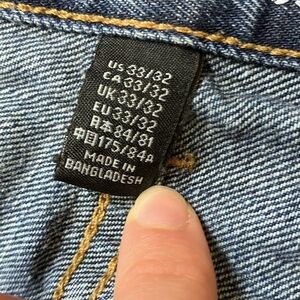 US 33/32
CA 33/32
UK 33/32
EU 33/32
日本 84/81
中国 175/84A
MADE IN
BANGLADESH